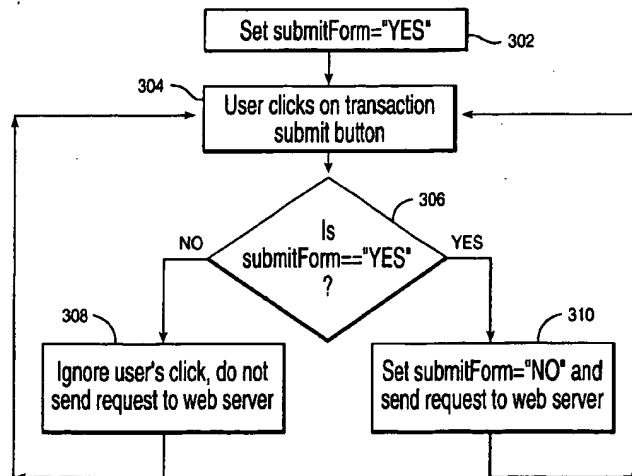 Set submitForm="YES"
302
304
User clicks on transaction
submit button
306
Is
submitForm=="YES"
?
NO
YES
308
Ignore user's click, do not
send request to web server
310
Set submitForm="NO" and
send request to web server